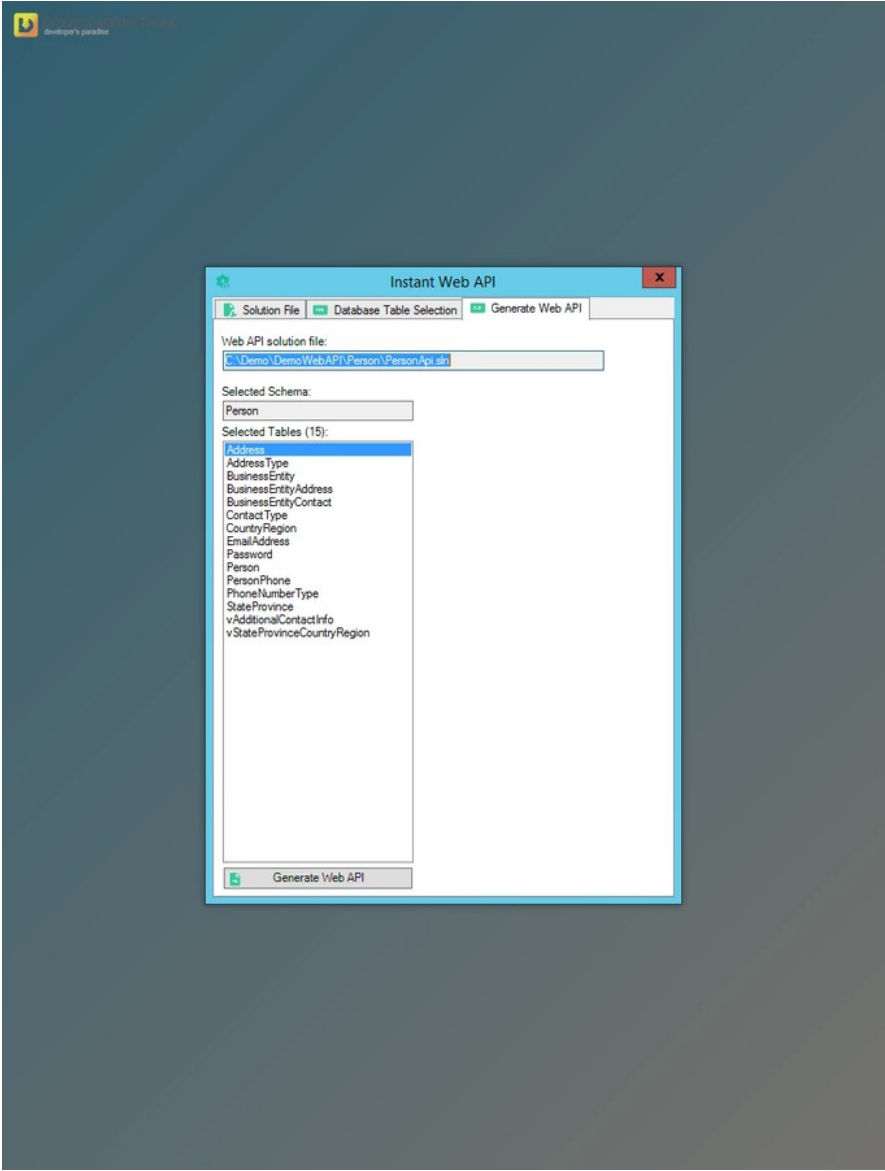 developer's paradise
Instant Web API
Solution File Database Table Selection Generate Web API
Web API solution file:
C:\Demo\DemoWebAPI\Person\PersonApi.sln
Selected Schema:
Person
Selected Tables (15):
Address
AddressType
BusinessEntity
BusinessEntityAddress
BusinessEntityContact
ContactType
CountryRegion
EmailAddress
Password
Person
PersonPhone
PhoneNumberType
StateProvince
vAdditionalContactInfo
vStateProvinceCountryRegion
Generate Web API